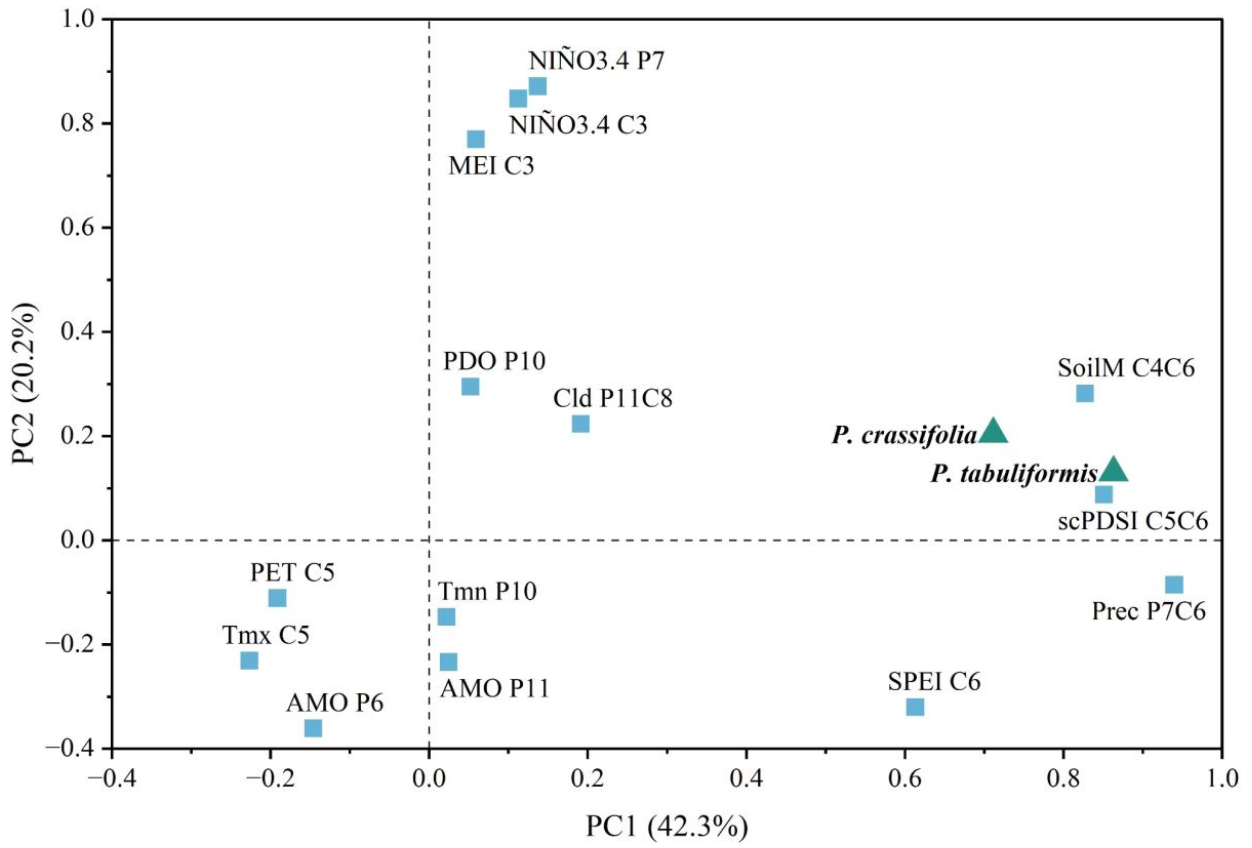 1.0
0.8
0.6
0.4
0.2
0.0
−0.2
−0.4
PC2 (20.2%)
NIÑO3.4 P7
NIÑO3.4 C3
MEI C3
PDO P10
Cld P11C8
SoilM C4C6
P. crassifolia
P. tabuliformis
scPDSI C5C6
PET C5
Tmn P10
Prec P7C6
Tmx C5
AMO P11
SPEI C6
AMO P6
−0.4
−0.2
0.0
0.2
0.4
0.6
0.8
1.0
PC1 (42.3%)